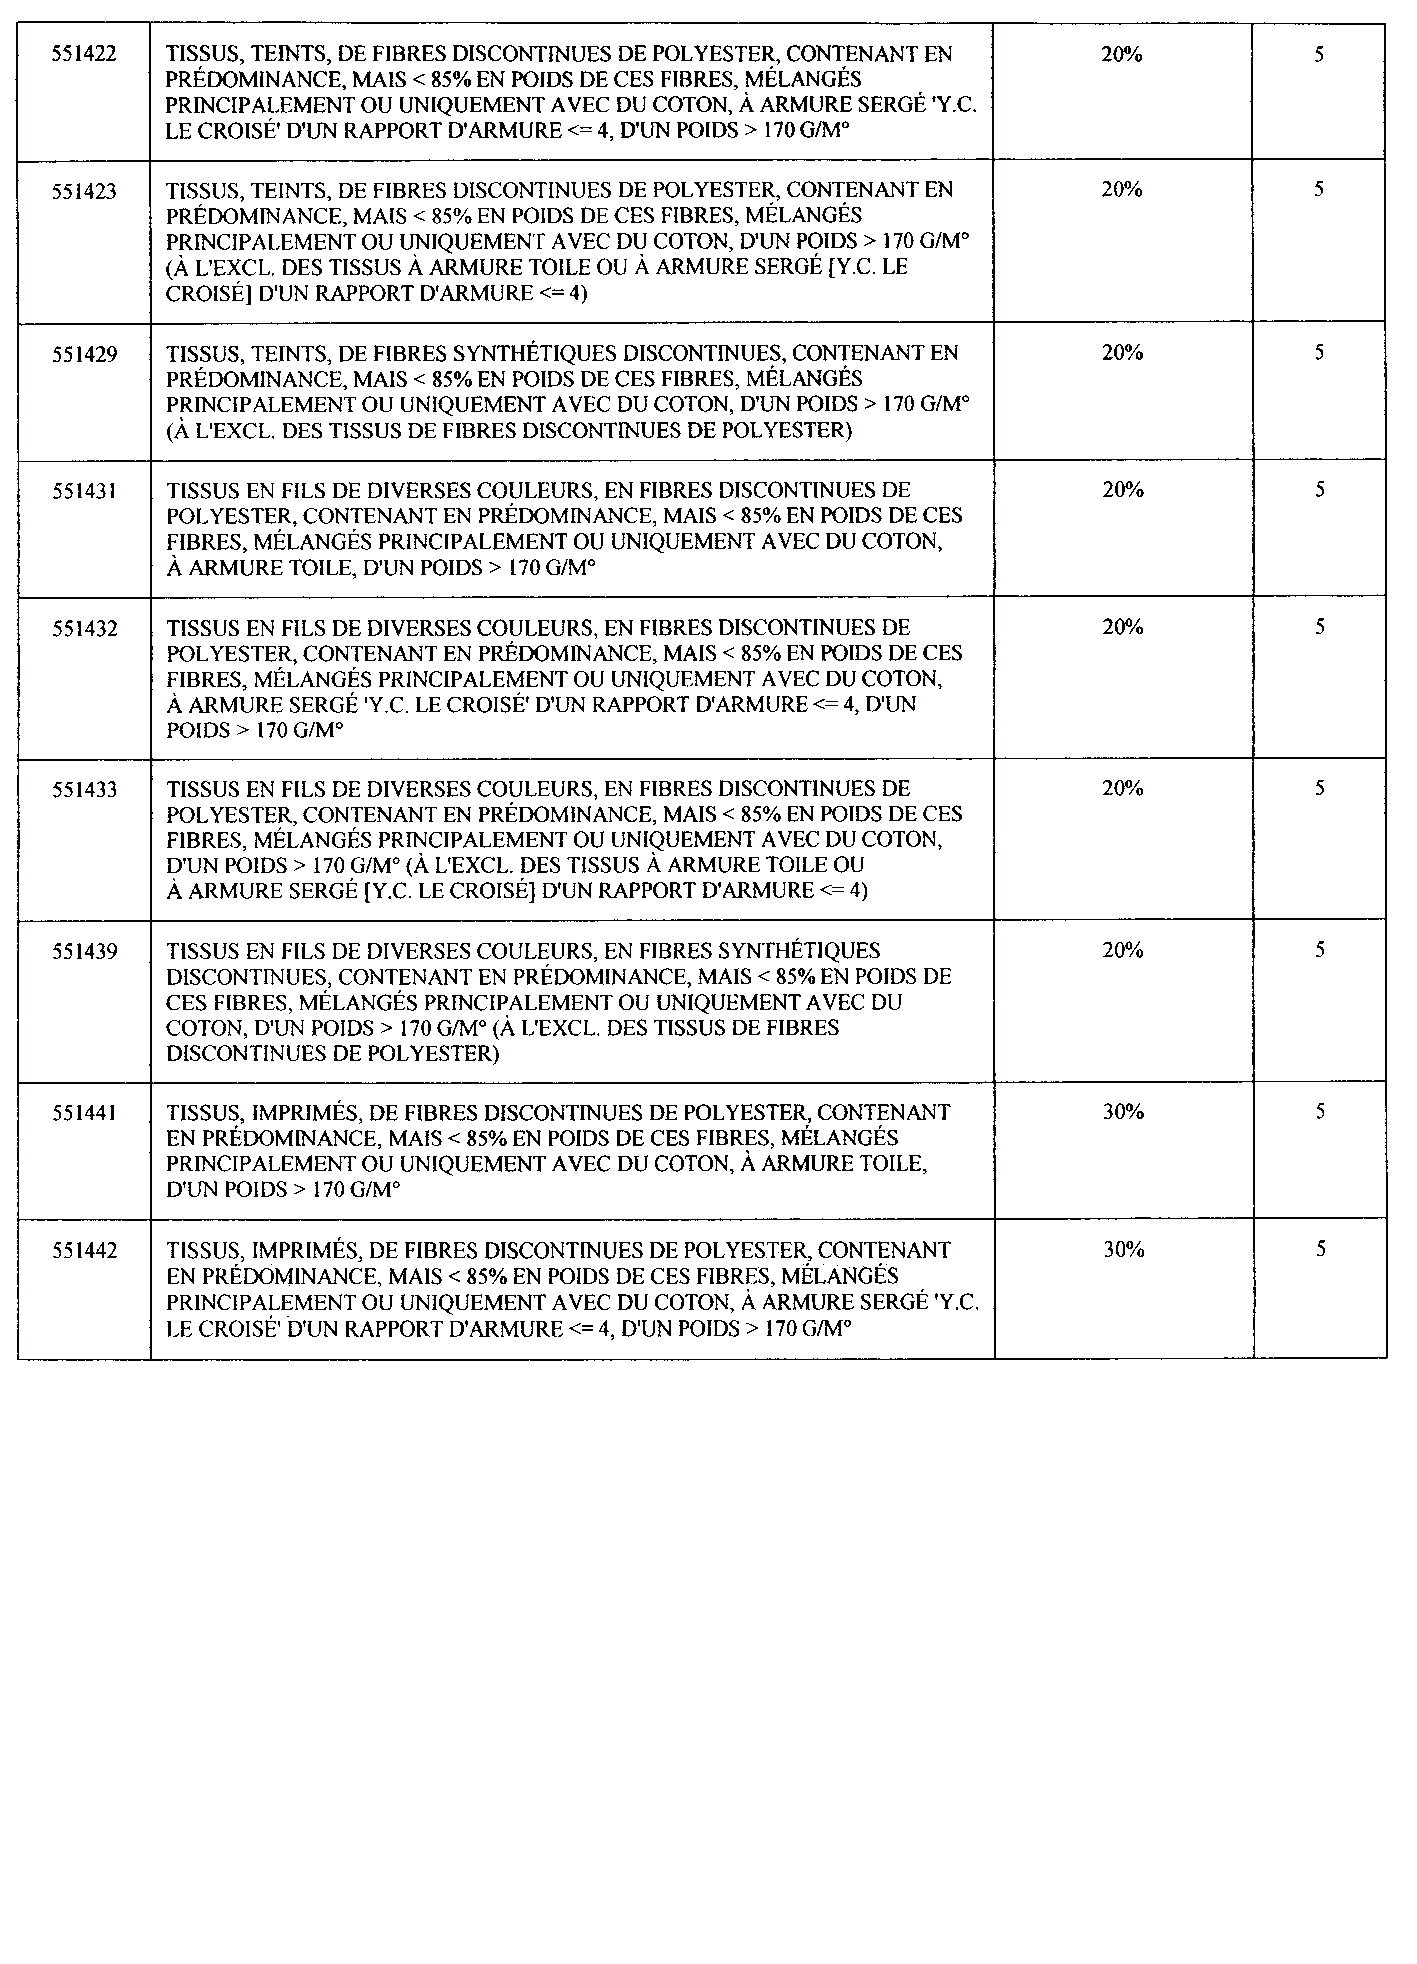 551422 TISSUS, TEINTS, DE FIBRES DISCONTINUES DE POLYESTER, CONTENANT EN 20% 5
PRÉDOMINANCE, MAIS < 85% EN POIDS DE CES FIBRES, MÉLANGÉS
PRINCIPALEMENT OU UNIQUEMENT AVEC DU COTON, À ARMURE SERGÉ 'Y.C.
LE CROISÉ' D'UN RAPPORT D'ARMURE <= 4, D'UN POIDS > 170 G/M°
551423 TISSUS, TEINTS, DE FIBRES DISCONTINUES DE POLYESTER, CONTENANT EN 20% 5
PRÉDOMINANCE, MAIS < 85% EN POIDS DE CES FIBRES, MÉLANGÉS
PRINCIPALEMENT OU UNIQUEMENT AVEC DU COTON, D'UN POIDS > 170 G/M°
(À L'EXCL. DES TISSUS À ARMURE TOILE OU À ARMURE SERGÉ [Y.C. LE
CROISÉ] D'UN RAPPORT D'ARMURE <= 4)
551429 TISSUS, TEINTS, DE FIBRES SYNTHÉTIQUES DISCONTINUES, CONTENANT EN 20% 5
PRÉDOMINANCE, MAIS < 85% EN POIDS DE CES FIBRES, MÉLANGÉS
PRINCIPALEMENT OU UNIQUEMENT AVEC DU COTON, D'UN POIDS > 170 G/M°
(À L'EXCL. DES TISSUS DE FIBRES DISCONTINUES DE POLYESTER)
551431 TISSUS EN FILS DE DIVERSES COULEURS, EN FIBRES DISCONTINUES DE 20% 5
POLYESTER, CONTENANT EN PRÉDOMINANCE, MAIS < 85% EN POIDS DE CES
FIBRES, MÉLANGÉS PRINCIPALEMENT OU UNIQUEMENT AVEC DU COTON,
À ARMURE TOILE, D'UN POIDS > 170 G/M°
551432 TISSUS EN FILS DE DIVERSES COULEURS, EN FIBRES DISCONTINUES DE 20% 5
POLYESTER, CONTENANT EN PRÉDOMINANCE, MAIS < 85% EN POIDS DE CES
FIBRES, MÉLANGÉS PRINCIPALEMENT OU UNIQUEMENT AVEC DU COTON,
À ARMURE SERGÉ 'Y.C. LE CROISÉ' D'UN RAPPORT D'ARMURE <= 4, D'UN
POIDS > 170 G/M°
551433 TISSUS EN FILS DE DIVERSES COULEURS, EN FIBRES DISCONTINUES DE 20% 5
POLYESTER, CONTENANT EN PRÉDOMINANCE, MAIS < 85% EN POIDS DE CES
FIBRES, MÉLANGÉS PRINCIPALEMENT OU UNIQUEMENT AVEC DU COTON,
D'UN POIDS > 170 G/M° (À L'EXCL. DES TISSUS À ARMURE TOILE OU
À ARMURE SERGÉ [Y.C. LE CROISÉ] D'UN RAPPORT D'ARMURE <= 4)
551439 TISSUS EN FILS DE DIVERSES COULEURS, EN FIBRES SYNTHÉTIQUES 20% 5
DISCONTINUES, CONTENANT EN PRÉDOMINANCE, MAIS < 85% EN POIDS DE
CES FIBRES, MÉLANGÉS PRINCIPALEMENT OU UNIQUEMENT AVEC DU
COTON, D'UN POIDS > 170 G/M° (À L'EXCL. DES TISSUS DE FIBRES
DISCONTINUES DE POLYESTER)
551441 TISSUS, IMPRIMÉS, DE FIBRES DISCONTINUES DE POLYESTER, CONTENANT 30% 5
EN PRÉDOMINANCE, MAIS < 85% EN POIDS DE CES FIBRES, MÉLANGÉS
PRINCIPALEMENT OU UNIQUEMENT AVEC DU COTON, À ARMURE TOILE,
D'UN POIDS > 170 G/M°
551442 TISSUS, IMPRIMÉS, DE FIBRES DISCONTINUES DE POLYESTER, CONTENANT 30% 5
EN PRÉDOMINANCE, MAIS < 85% EN POIDS DE CES FIBRES, MÉLANGÉS
PRINCIPALEMENT OU UNIQUEMENT AVEC DU COTON, À ARMURE SERGÉ 'Y.C.
LE CROISÉ' D'UN RAPPORT D'ARMURE <= 4, D'UN POIDS > 170 G/M°